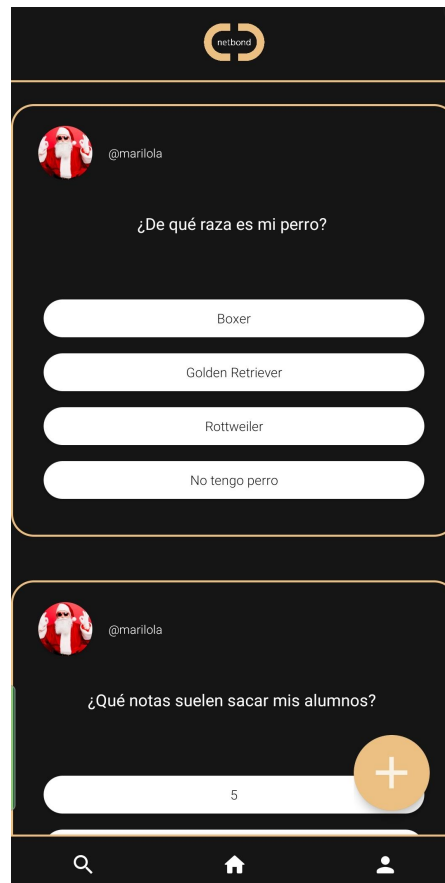 netbond
@marilola
¿De qué raza es mi perro?
Boxer
Golden Retriever
Rottweiler
No tengo perro
@marilola
¿Qué notas suelen sacar mis alumnos?
5